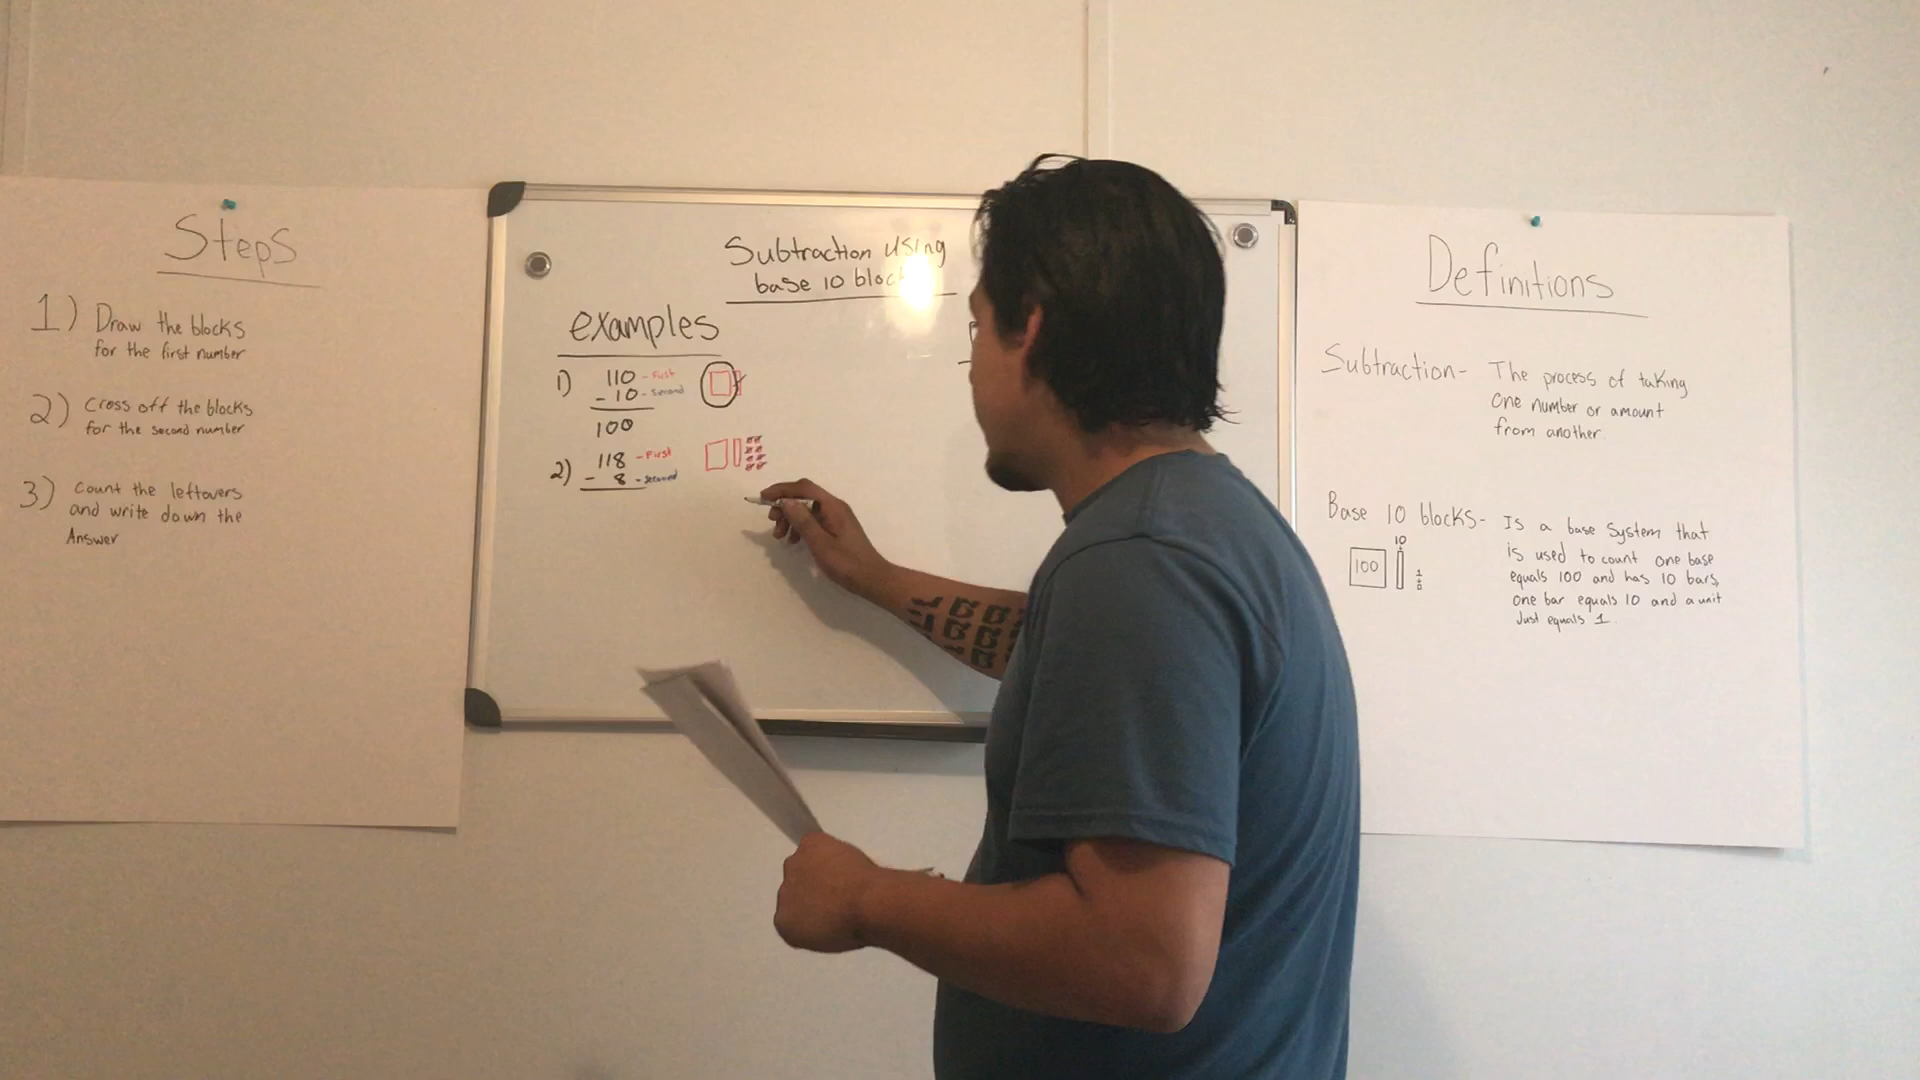 Steps
1) Draw the blocks
for the first number
2) Cross off the blocks
for the second number
3) Count the leftovers
and write down the
Answer
Subtraction using
base 10
examples
1) 110 - First
- 10 - Second
100
2) 118 - First
- 8 - Second
Definitions
Subtraction- The process of taking
one number or amount
from another.
Base 10 blocks- Is a base System that
is used to count one base
equals 100 and has 10 bars,
one bar equals 10 and a unit
Just equals 1.
10
100
1